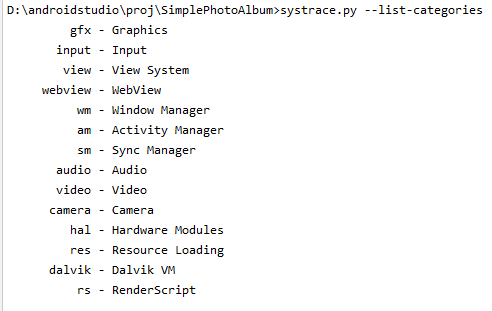 D:\androidstudio\proj\SimplePhotoAlbum>systrace.py --list-categories
gfx - Graphics
input - Input
view - View System
webview - WebView
wm - Window Manager
am - Activity Manager
sm - Sync Manager
audio - Audio
video - Video
camera - Camera
hal - Hardware Modules
res - Resource Loading
dalvik - Dalvik VM
rs - RenderScript